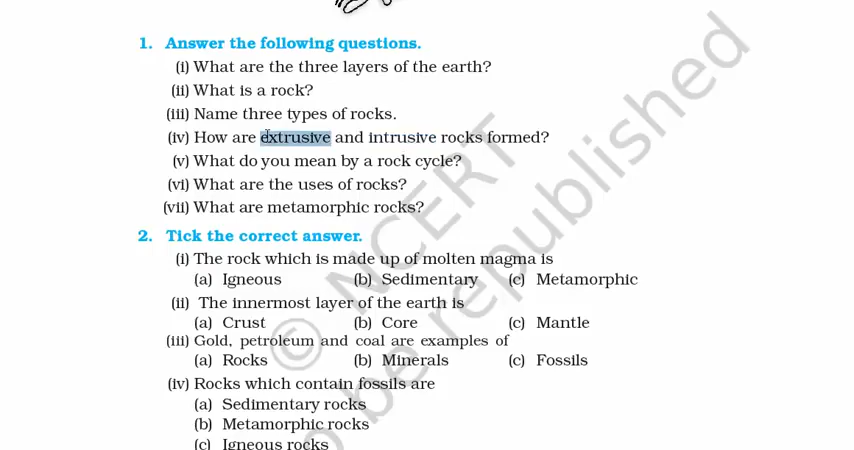 1. Answer the following questions.
(i) What are the three layers of the earth?
(ii) What is a rock?
(iii) Name three types of rocks.
(iv) How are extrusive and intrusive rocks formed?
(v) What do you mean by a rock cycle?
(vi) What are the uses of rocks?
(vii) What are metamorphic rocks?
2. Tick the correct answer.
(i) The rock which is made up of molten magma is
(a) Igneous (b) Sedimentary (c) Metamorphic
(ii) The innermost layer of the earth is
(a) Crust (b) Core (c) Mantle
(iii) Gold, petroleum and coal are examples of
(a) Rocks (b) Minerals (c) Fossils
(iv) Rocks which contain fossils are
(a) Sedimentary rocks
(b) Metamorphic rocks
(c) Igneous rocks
© NCERT
o be republished